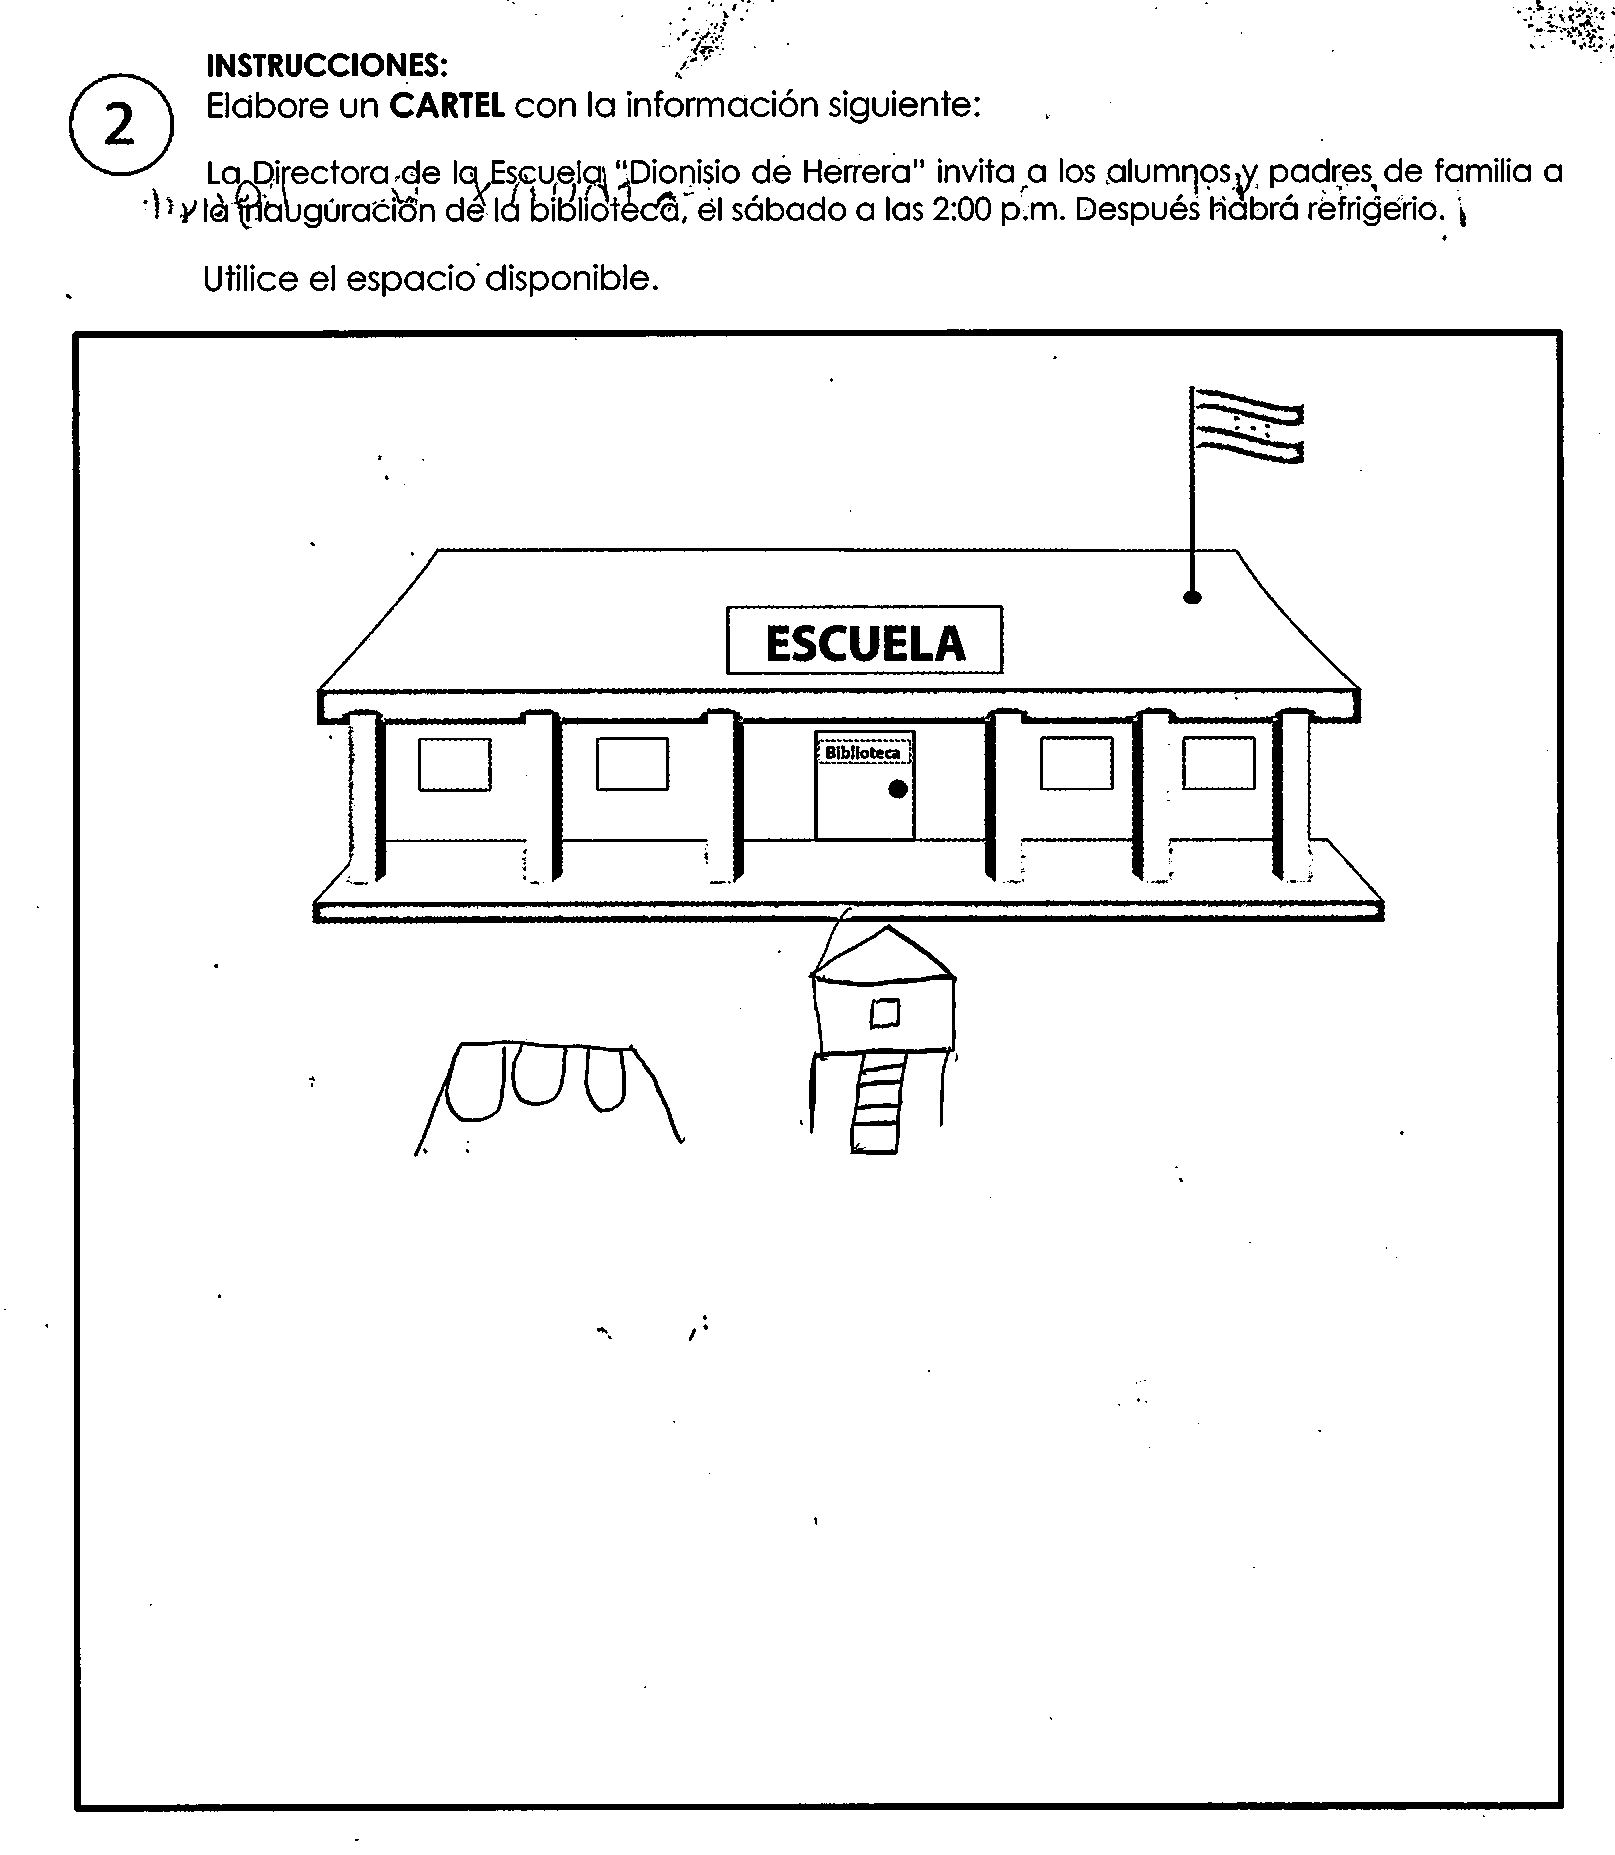 INSTRUCCIONES:
2
Elabore un CARTEL con la información siguiente:
La Directora de la Escuela "Dionisio de Herrera" invita a los alumnos y padres de familia a
la inauguración de la biblioteca, el sábado a las 2:00 p.m. Después habrá refrigerio.
Utilice el espacio disponible.
ESCUELA
Biblioteca